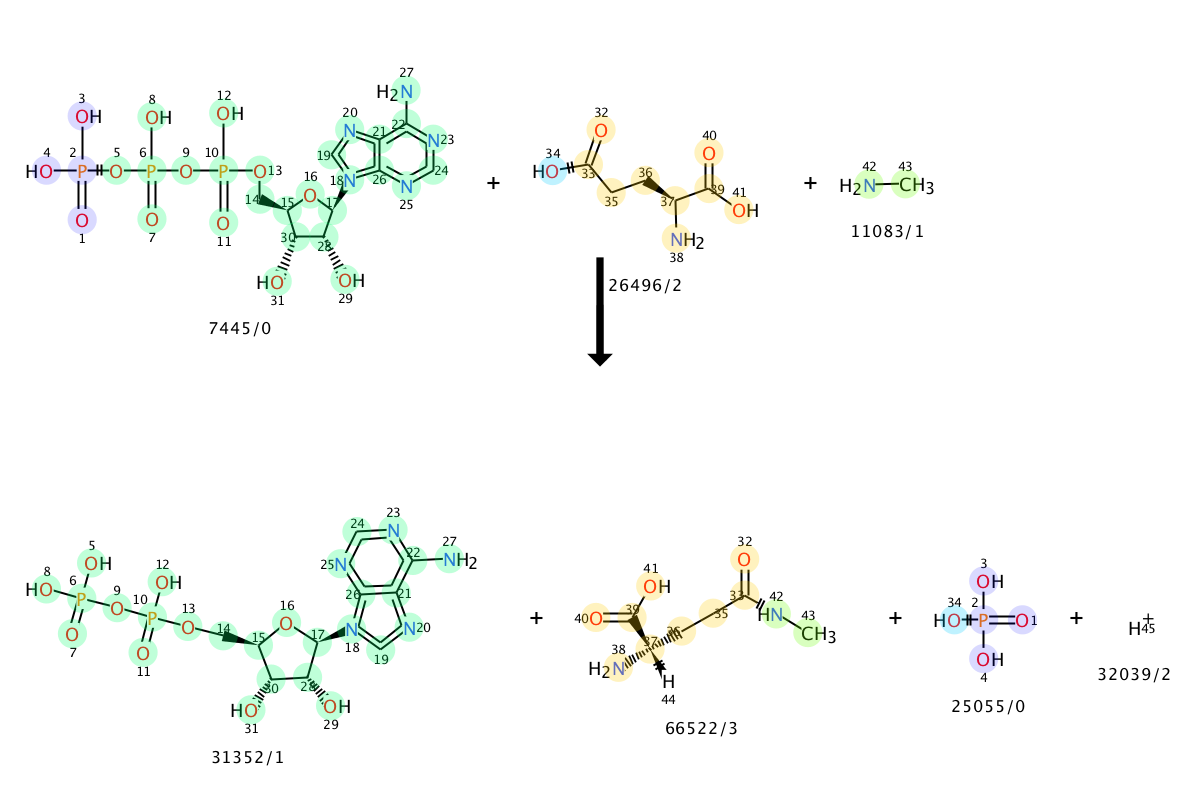 27
H₂N
3
OH
8
OH
12
OH
20
N
21
22
N
23
4
HO
2
P
5
O
6
P
9
O
10
P
O
13
19
18
N
26
N
25
24
14
16
O
15
17
1
O
7
O
11
O
30
28
HO
31
OH
29
7445/0
+
32
O
34
HO
33
35
36
37
40
O
39
41
OH
NH₂
38
26496/2
+
42
H₂N
43
CH₃
11083/1
23
N
24
27
NH₂
22
25
N
26
21
N
20
19
N
18
5
OH
8
HO
6
P
O
7
9
O
12
OH
10
P
O
11
13
O
14
16
O
15
17
30
28
HO
31
OH
29
31352/1
+
32
O
33
41
OH
39
40
O
35
36
37
38
H₂N
H
44
42
HN
43
CH₃
66522/3
+
3
OH
34
HO
2
P
O
1
OH
4
25055/0
+
H
+
45
32039/2